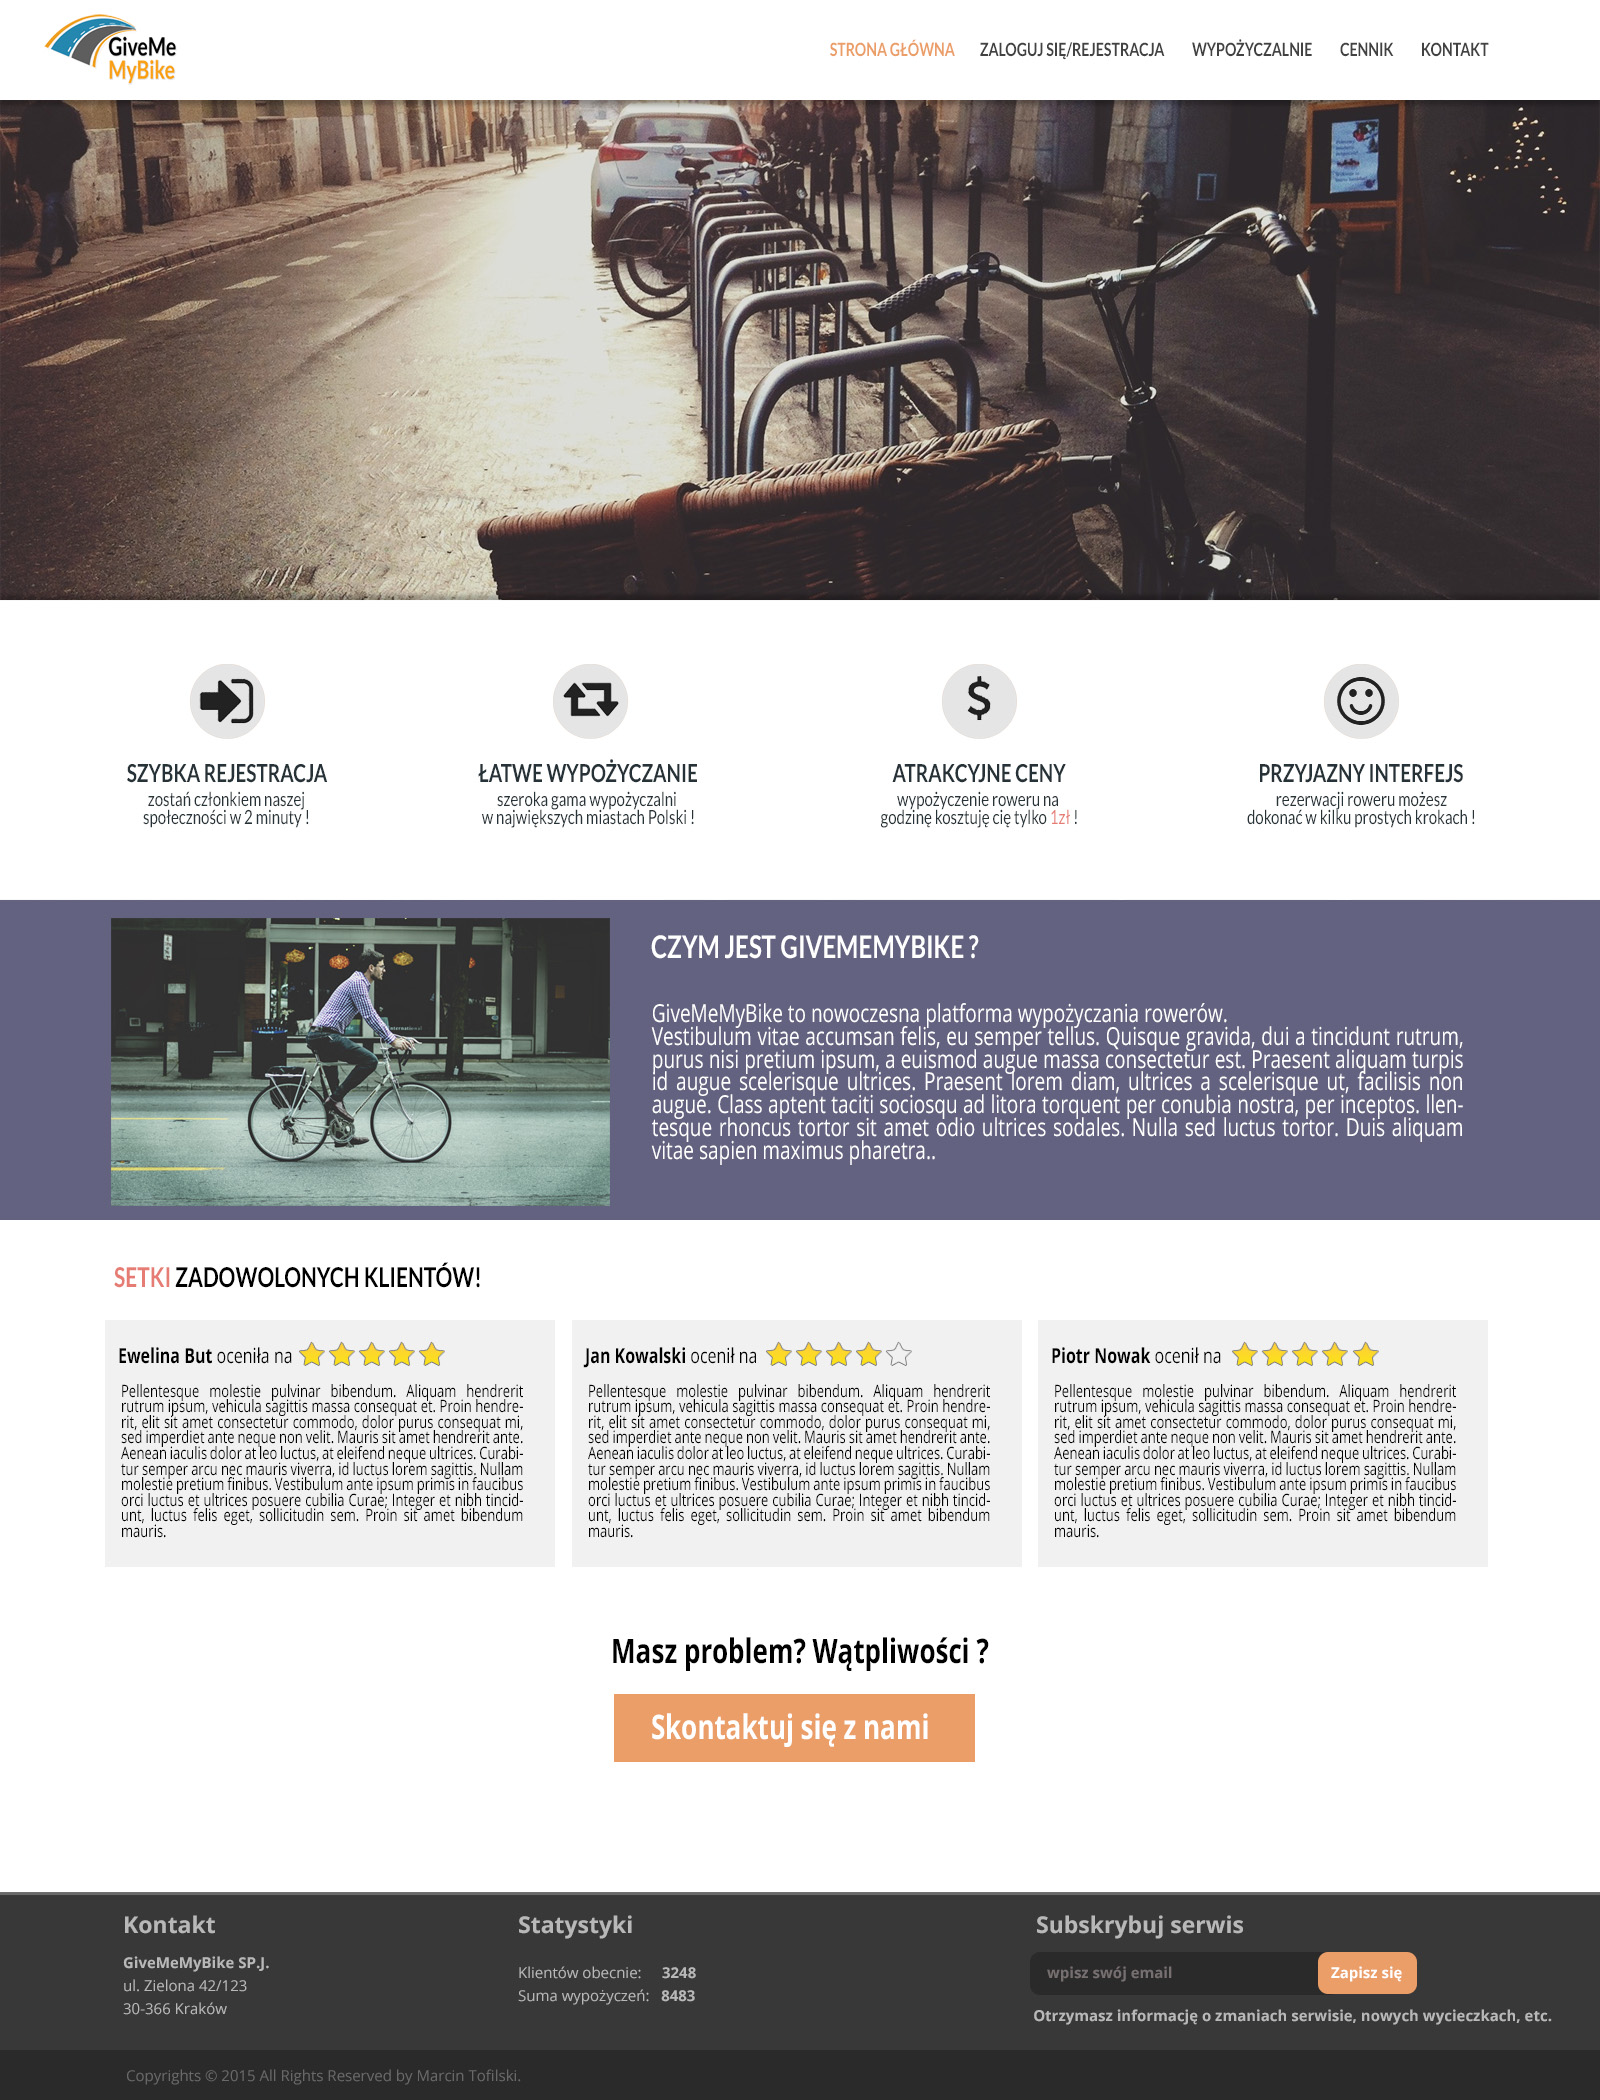 GiveMe
MyBike
STRONA GŁÓWNA ZALOGUJ SIĘ/REJESTRACJA WYPOŻYCZALNIE CENNIK KONTAKT
SZYBKA REJESTRACJA
zostań członkiem naszej
społeczności w 2 minuty !
ŁATWE WYPOŻYCZANIE
szeroka gama wypożyczalni
w największych miastach Polski !
ATRAKCYJNE CENY
wypożyczenie roweru na
godzinę kosztuję cię tylko 1zł !
PRZYJAZNY INTERFEJS
rezerwacji roweru możesz
dokonać w kilku prostych krokach !
CZYM JEST GIVEMEMYBIKE ?
GiveMeMyBike to nowoczesna platforma wypożyczania rowerów.
Vestibulum vitae accumsan felis, eu semper tellus. Quisque gravida, dui a tincidunt rutrum,
purus nisi pretium ipsum, a euismod augue massa consectetur est. Praesent aliquam turpis
id augue scelerisque ultrices. Praesent lorem diam, ultrices a scelerisque ut, facilisis non
augue. Class aptent taciti sociosqu ad litora torquent per conubia nostra, per inceptos. llen-
tesque rhoncus tortor sit amet odio ultrices sodales. Nulla sed luctus tortor. Duis aliquam
vitae sapien maximus pharetra..
SETKI ZADOWOLONYCH KLIENTÓW!
Ewelina But oceniła na
Pellentesque molestie pulvinar bibendum. Aliquam hendrerit
rutrum ipsum, vehicula sagittis massa consequat et. Proin hendre-
rit, elit sit amet consectetur commodo, dolor purus consequat mi,
sed imperdiet ante neque non velit. Mauris sit amet hendrerit ante.
Aenean iaculis dolor at leo luctus, at eleifend neque ultrices. Curabi-
tur semper arcu nec mauris viverra, id luctus lorem sagittis. Nullam
molestie pretium finibus. Vestibulum ante ipsum primis in faucibus
orci luctus et ultrices posuere cubilia Curae; Integer et nibh tincid-
unt, luctus felis eget, sollicitudin sem. Proin sit amet bibendum
mauris.
Jan Kowalski ocenił na
Pellentesque molestie pulvinar bibendum. Aliquam hendrerit
rutrum ipsum, vehicula sagittis massa consequat et. Proin hendre-
rit, elit sit amet consectetur commodo, dolor purus consequat mi,
sed imperdiet ante neque non velit. Mauris sit amet hendrerit ante.
Aenean iaculis dolor at leo luctus, at eleifend neque ultrices. Curabi-
tur semper arcu nec mauris viverra, id luctus lorem sagittis. Nullam
molestie pretium finibus. Vestibulum ante ipsum primis in faucibus
orci luctus et ultrices posuere cubilia Curae; Integer et nibh tincid-
unt, luctus felis eget, sollicitudin sem. Proin sit amet bibendum
mauris.
Piotr Nowak ocenił na
Pellentesque molestie pulvinar bibendum. Aliquam hendrerit
rutrum ipsum, vehicula sagittis massa consequat et. Proin hendre-
rit, elit sit amet consectetur commodo, dolor purus consequat mi,
sed imperdiet ante neque non velit. Mauris sit amet hendrerit ante.
Aenean iaculis dolor at leo luctus, at eleifend neque ultrices. Curabi-
tur semper arcu nec mauris viverra, id luctus lorem sagittis. Nullam
molestie pretium finibus. Vestibulum ante ipsum primis in faucibus
orci luctus et ultrices posuere cubilia Curae; Integer et nibh tincid-
unt, luctus felis eget, sollicitudin sem. Proin sit amet bibendum
mauris.
Masz problem? Wątpliwości ?
Skontaktuj się z nami
Kontakt
GiveMeMyBike SP.J.
ul. Zielona 42/123
30-366 Kraków
Statystyki
Klientów obecnie: 3248
Suma wypożyczeń: 8483
Subskrybuj serwis
wpisz swój email
Zapisz się
Otrzymasz informację o zmaniach serwisie, nowych wycieczkach, etc.
Copyrights © 2015 All Rights Reserved by Marcin Tofilski.